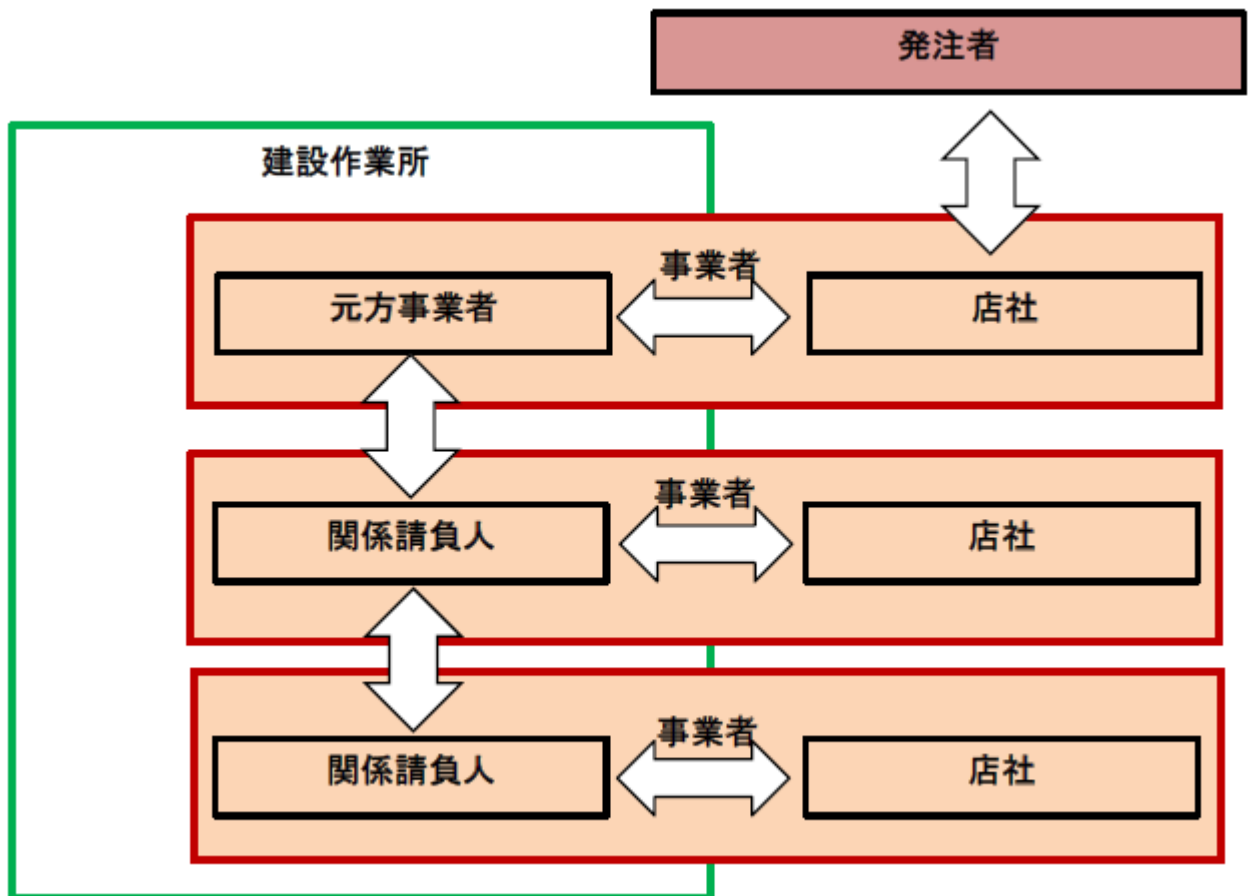 発注者
建設作業所
事業者
元方事業者
店社
事業者
関係請負人
店社
事業者
関係請負人
店社